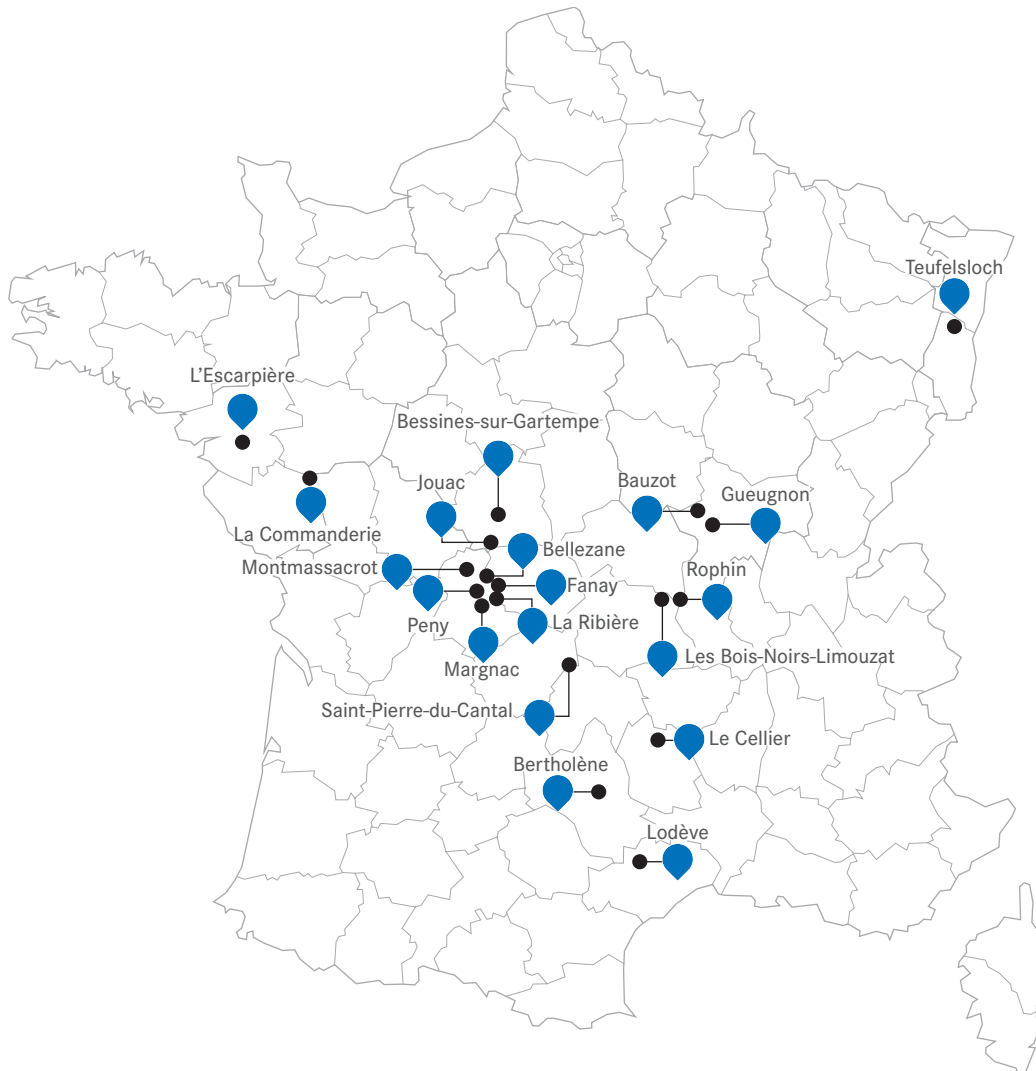 Teufelsloch
L'Escarpière
Bessines-sur-Gartempe
Jouac
Bauzot
Gueugnon
La Commanderie
Bellezane
Montmassacrot
Rophin
Fanay
Peny
La Ribière
Les Bois-Noirs-Limouzat
Margnac
Saint-Pierre-du-Cantal
Le Cellier
Bertholène
Lodève